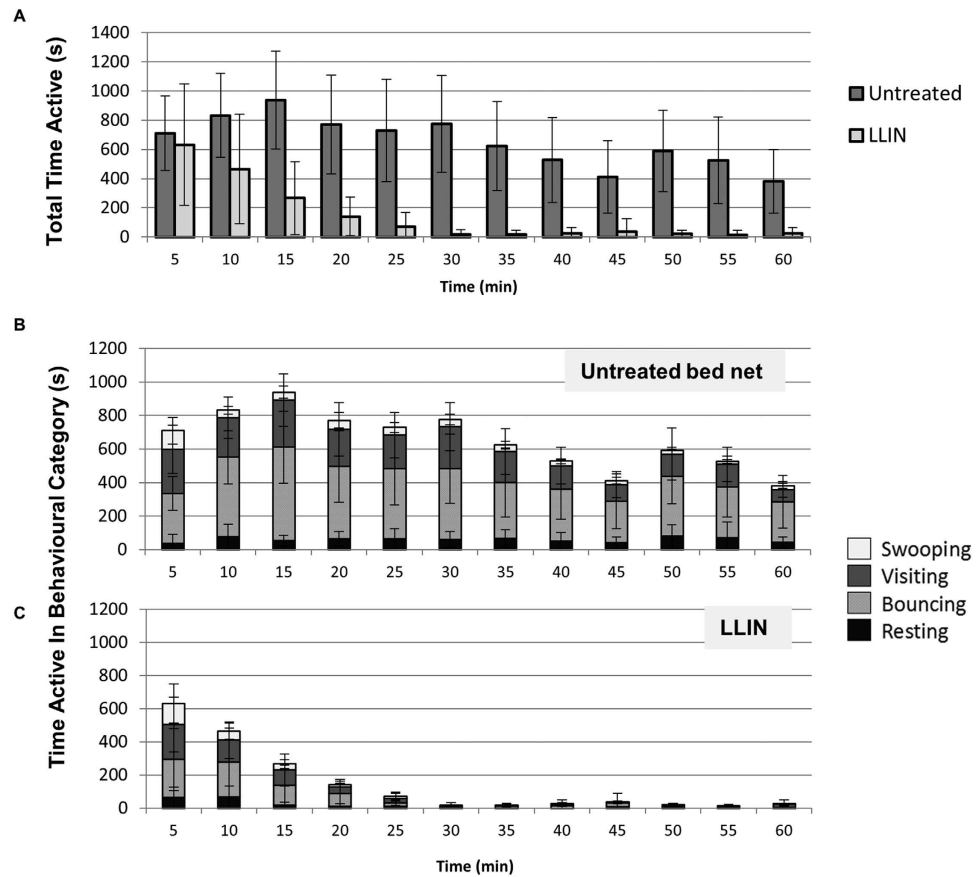 A
Total Time Active (s)
1400
1200
1000
800
600
400
200
0
5 10 15 20 25 30 35 40 45 50 55 60
Time (min)
Untreated
LLIN
B
Time Active In Behavioural Category (s)
1200
1000
800
600
400
200
0
Untreated bed net
5 10 15 20 25 30 35 40 45 50 55 60
C
1200
1000
800
600
400
200
0
LLIN
5 10 15 20 25 30 35 40 45 50 55 60
Time (min)
Swooping
Visiting
Bouncing
Resting